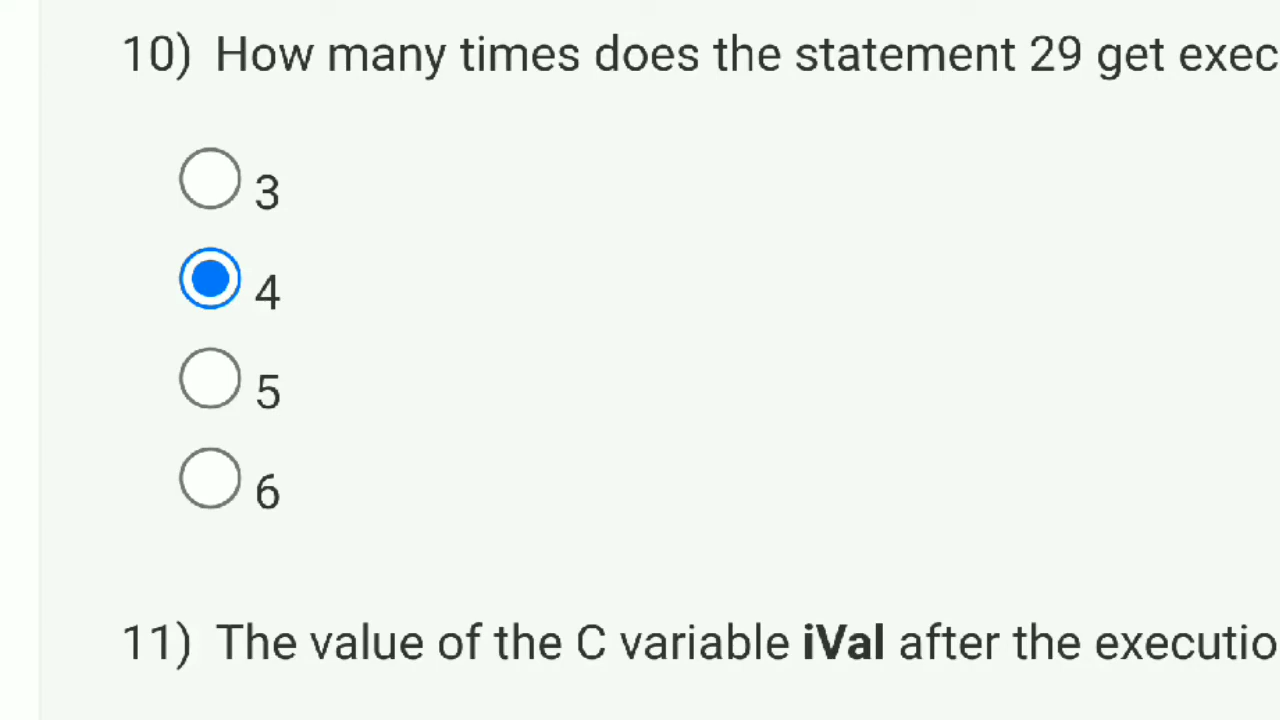 10) How many times does the statement 29 get exec
3
4
5
6
11) The value of the C variable iVal after the executio